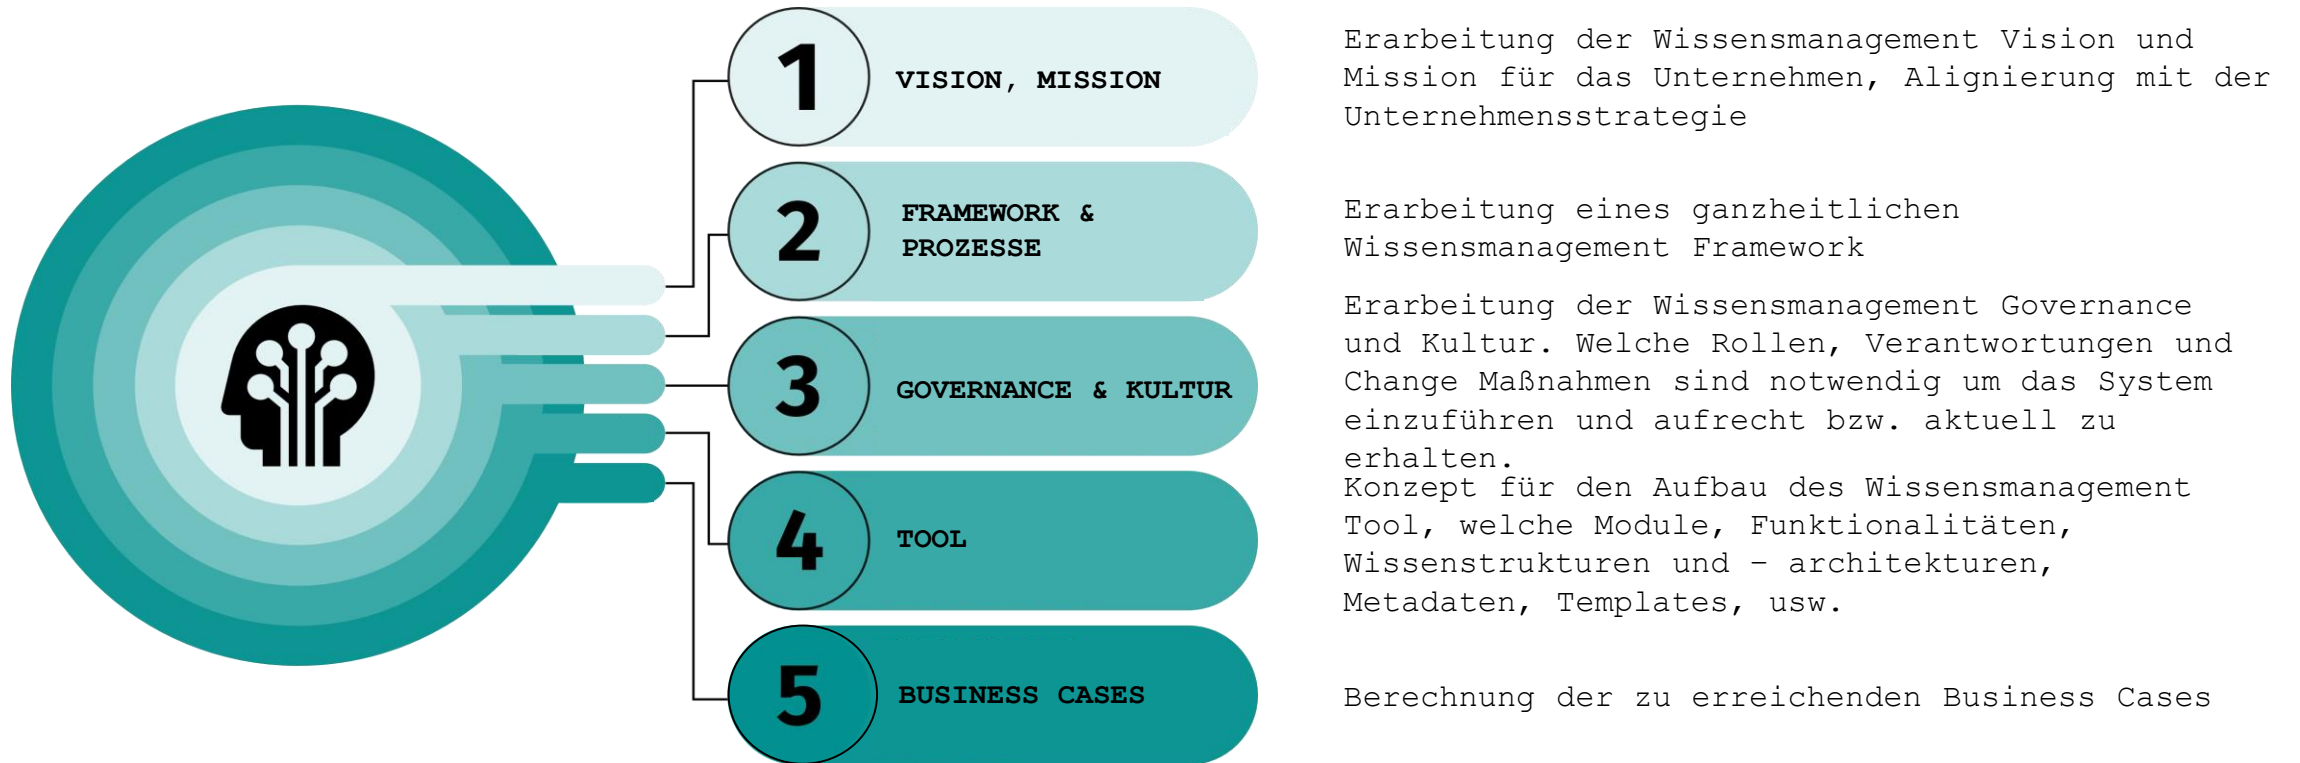 1
VISION, MISSION
Erarbeitung der Wissensmanagement Vision und
Mission für das Unternehmen, Alignierung mit der
Unternehmensstrategie
2
FRAMEWORK &
PROZESSE
Erarbeitung eines ganzheitlichen
Wissensmanagement Framework
3
GOVERNANCE & KULTUR
Erarbeitung der Wissensmanagement Governance
und Kultur. Welche Rollen, Verantwortungen und
Change Maßnahmen sind notwendig um das System
einzuführen und aufrecht bzw. aktuell zu
erhalten.
4
TOOL
Konzept für den Aufbau des Wissensmanagement
Tool, welche Module, Funktionalitäten,
Wissenstrukturen und – architekturen,
Metadaten, Templates, usw.
5
BUSINESS CASES
Berechnung der zu erreichenden Business Cases